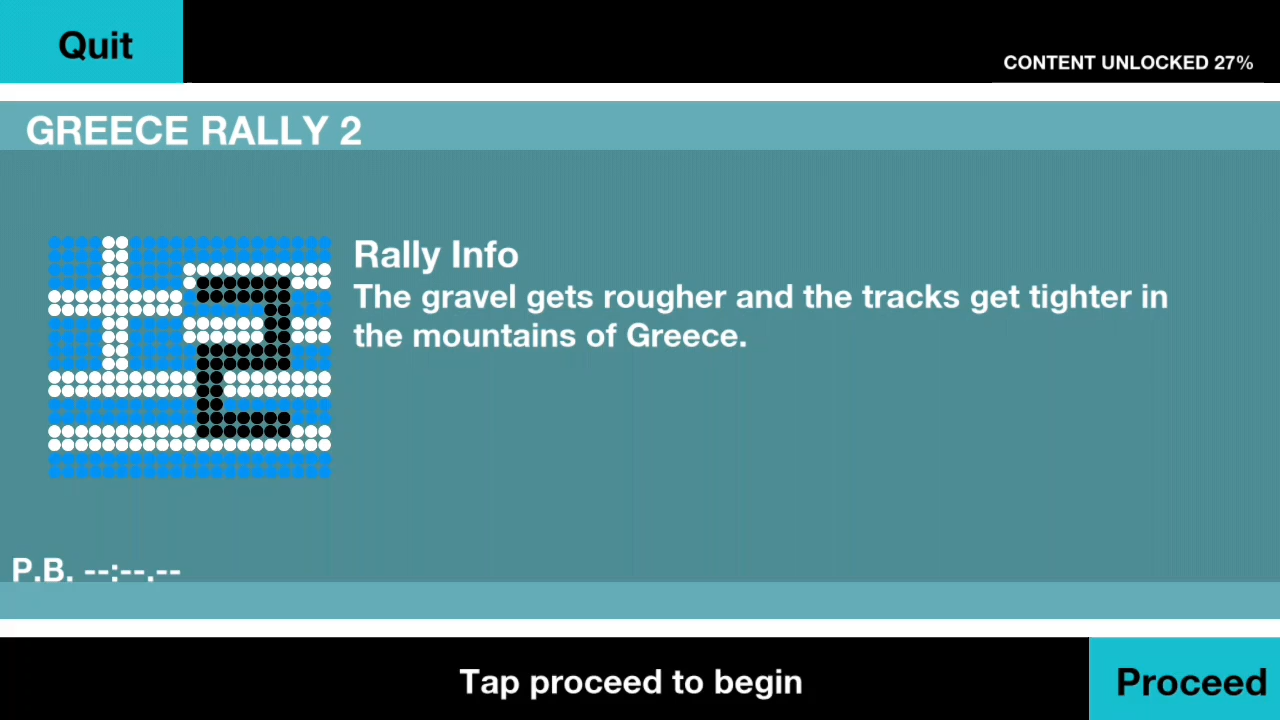 Quit
CONTENT UNLOCKED 27%
GREECE RALLY 2
2
Rally Info
The gravel gets rougher and the tracks get tighter in
the mountains of Greece.
P.B. --:--.--
Tap proceed to begin
Proceed